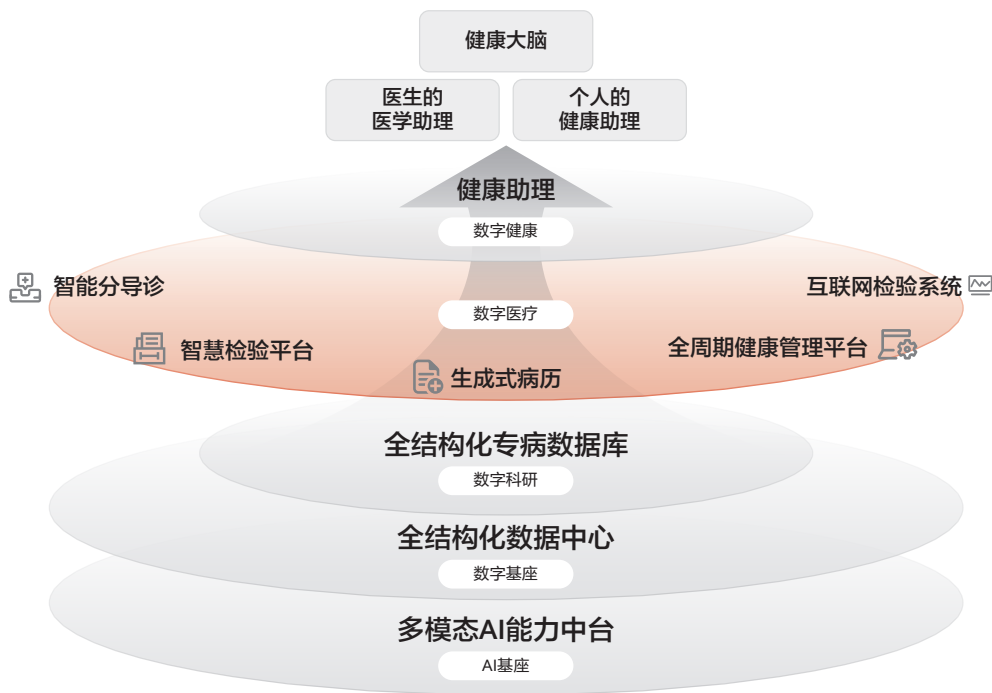 健康大脑
医生的
医学助理
个人的
健康助理
健康助理
数字健康
智能分导诊
互联网检验系统
数字医疗
智慧检验平台
全周期健康管理平台
生成式病历
全结构化专病数据库
数字科研
全结构化数据中心
数字基座
多模态AI能力中台
AI基座